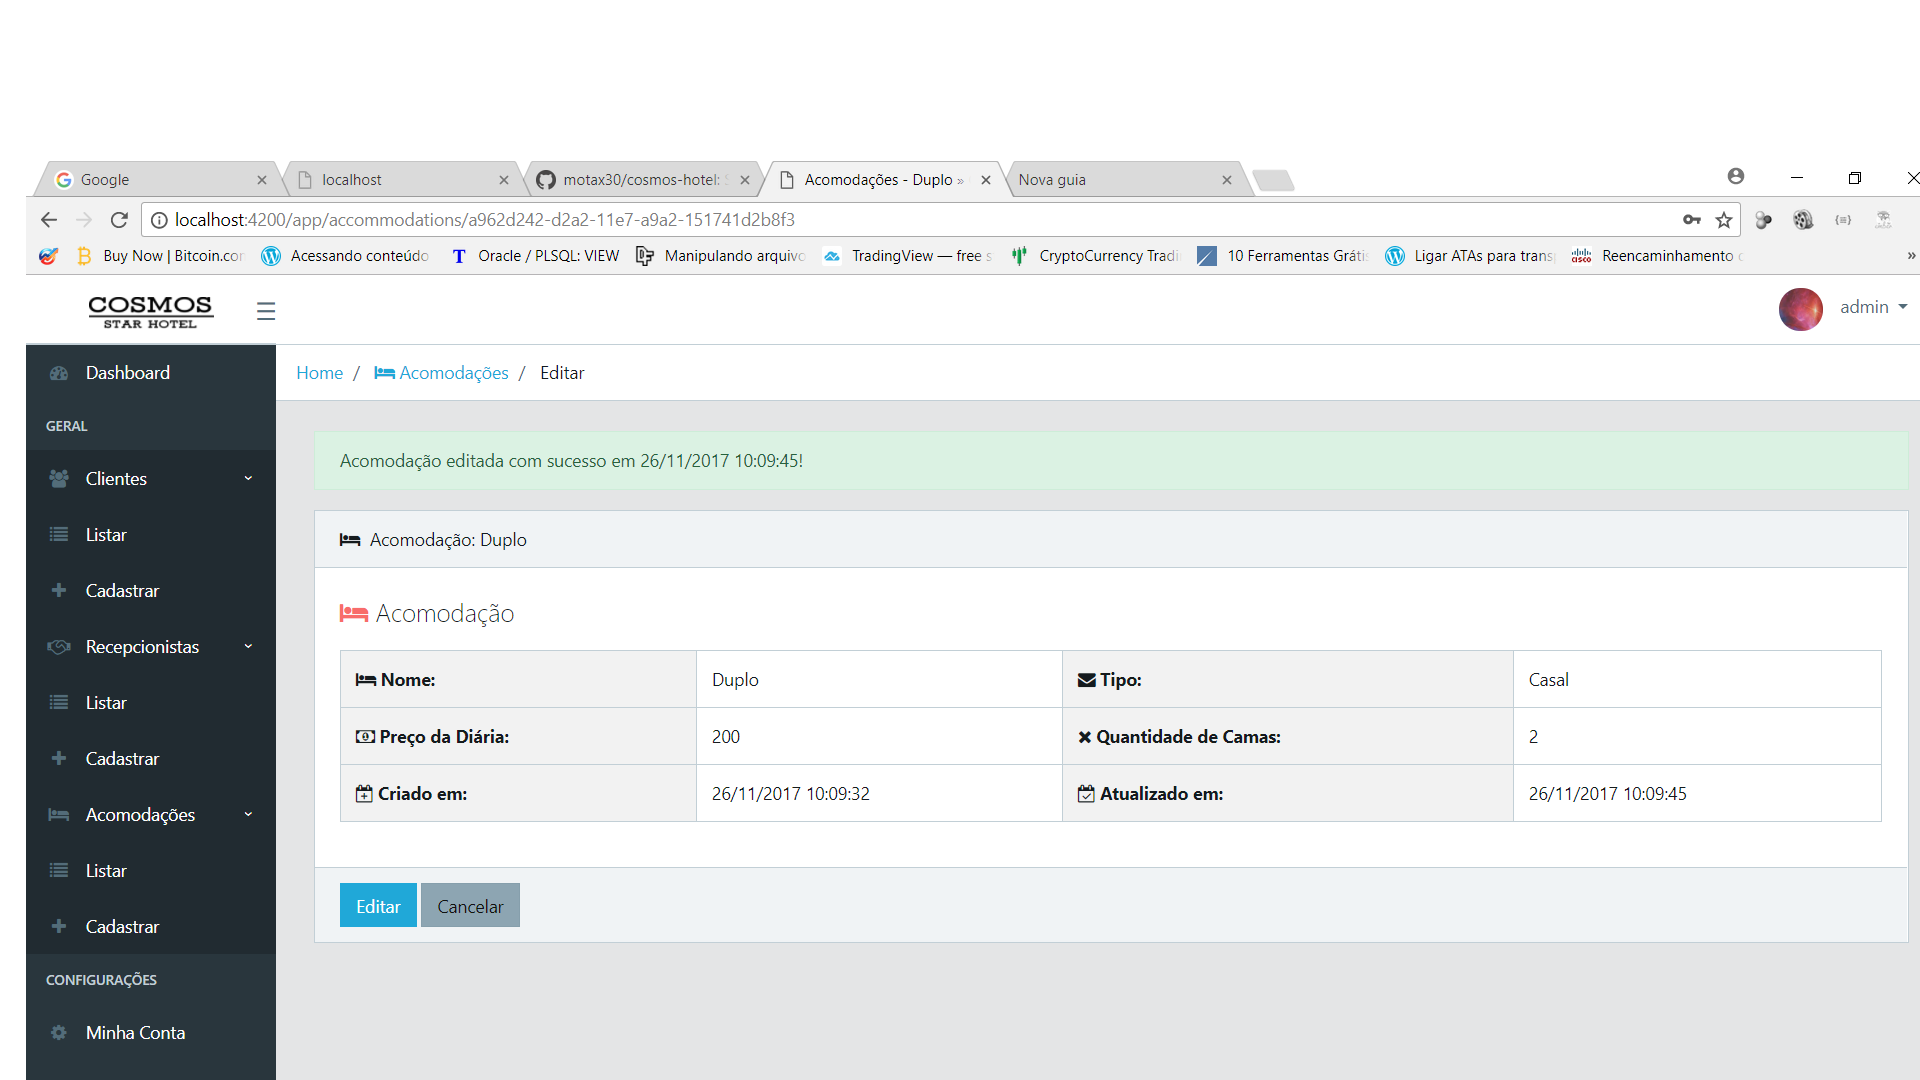 Google
localhost
motax30/cosmos-hotel:
Acomodações - Duplo »
Nova guia
localhost:4200/app/accommodations/a962d242-d2a2-11e7-a9a2-151741d2b8f3
Buy Now | Bitcoin.con
Acessando conteúdo
Oracle / PLSQL: VIEW
Manipulando arquivo
TradingView — free s
CryptoCurrency Tradi
10 Ferramentas Gráti
Ligar ATAs para trans
Reencaminhamento
»
COSMOS
STAR HOTEL
admin
Home / Acomodações / Editar
Dashboard
GERAL
Clientes
Listar
Cadastrar
Recepcionistas
Listar
Cadastrar
Acomodações
Listar
Cadastrar
CONFIGURAÇÕES
Minha Conta
Acomodação editada com sucesso em 26/11/2017 10:09:45!
Acomodação: Duplo
Acomodação
Nome: Duplo Tipo: Casal
Preço da Diária: 200 Quantidade de Camas: 2
Criado em: 26/11/2017 10:09:32 Atualizado em: 26/11/2017 10:09:45
Editar Cancelar